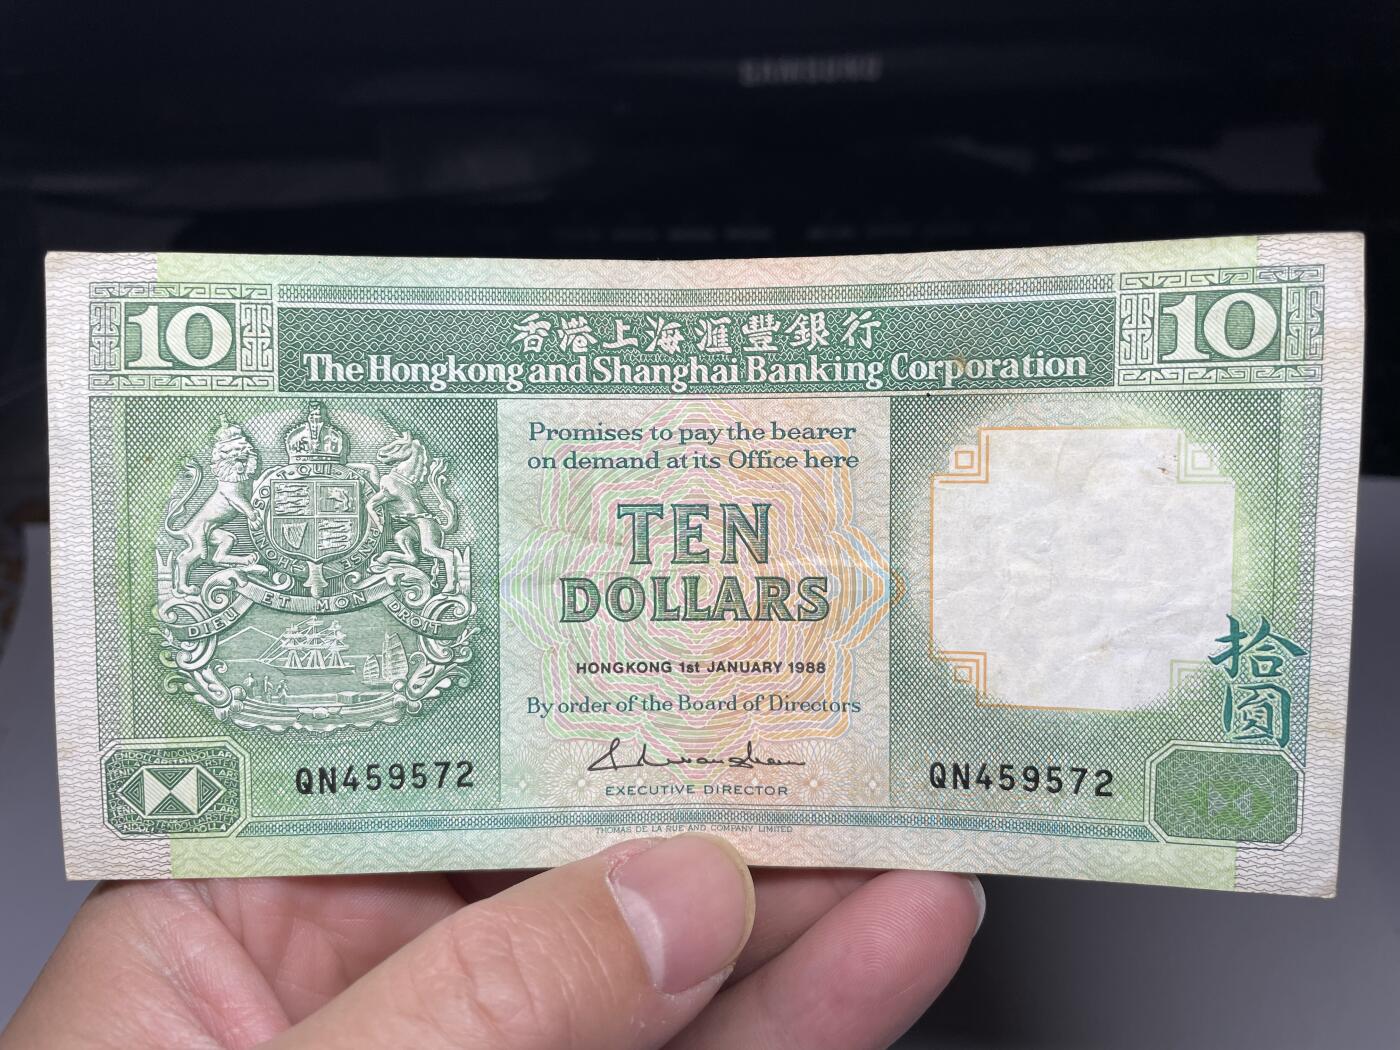 SAMSUNG
10
香港上海滙豐銀行
10
The Hongkong and Shanghai Banking Corporation
Promises to pay the bearer
on demand at its Office here
TEN
DOLLARS
HONGKONG 1st JANUARY 1988
By order of the Board of Directors
EXECUTIVE DIRECTOR
QN459572
QN459572
THOMAS DE LA RUE AND COMPANY LIMITED
DIEU ET MON DROIT
拾
圓